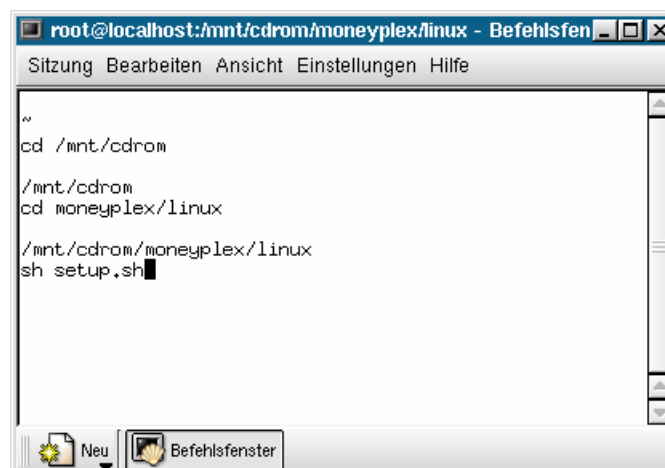 root@localhost:/mnt/cdrom/moneyplex/linux - Befehlsfen
Sitzung Bearbeiten Ansicht Einstellungen Hilfe
~
cd /mnt/cdrom
/mnt/cdrom
cd moneyplex/linux
/mnt/cdrom/moneyplex/linux
sh setup.sh
Neu Befehlsfenster